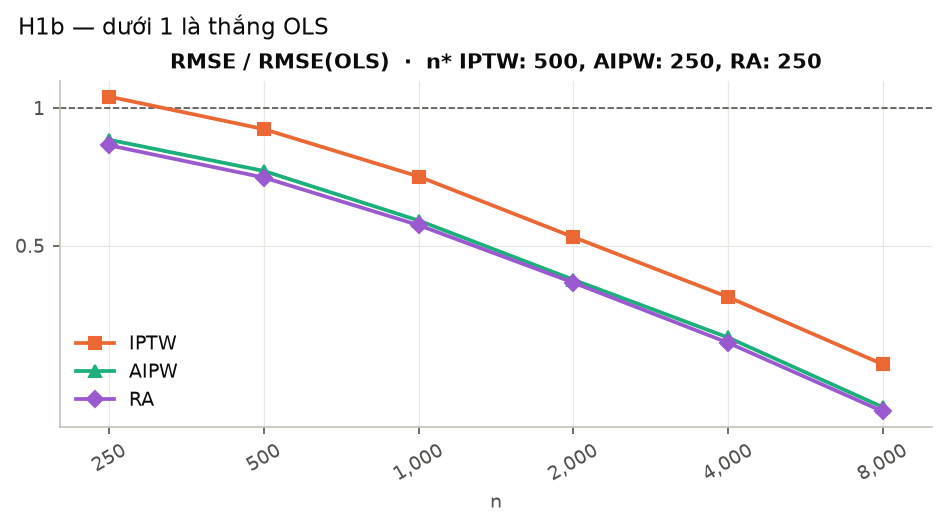 H1b — dưới 1 là thắng OLS
RMSE / RMSE(OLS) · n* IPTW: 500, AIPW: 250, RA: 250
1
0.5
IPTW
AIPW
RA
250
500
1,000
2,000
4,000
8,000
n